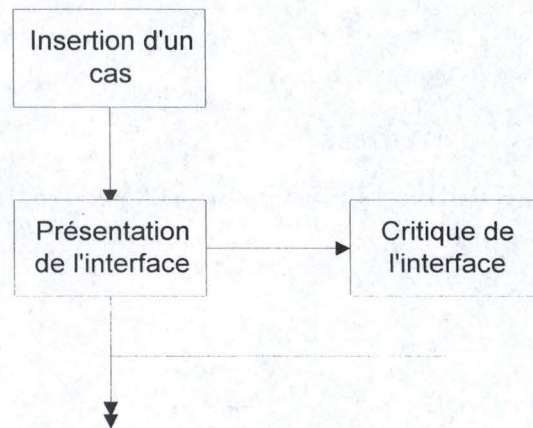 Insertion d'un
cas
Présentation
de l'interface
Critique de
l'interface